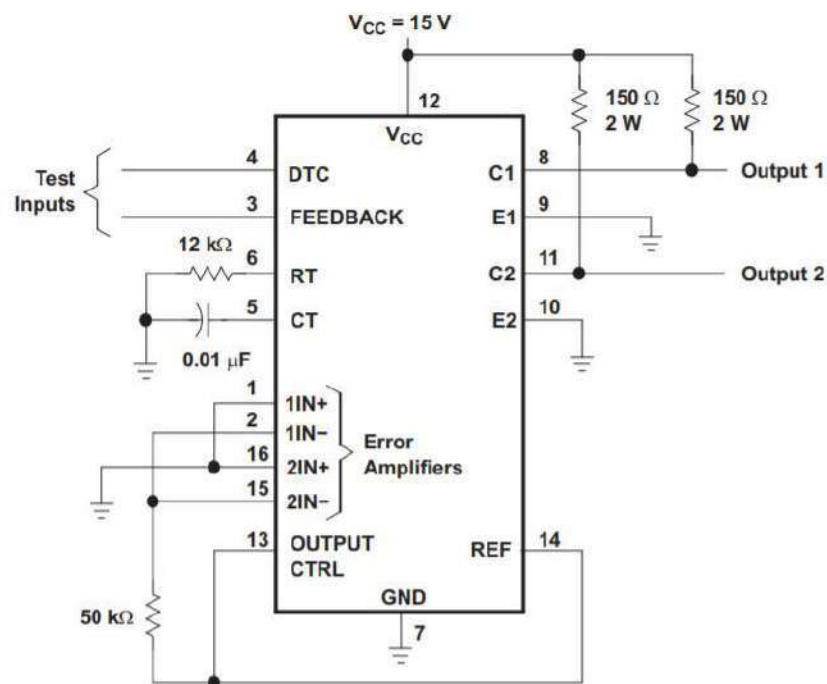 VCC = 15 V
12
VCC
150 Ω
2 W
150 Ω
2 W
Test
Inputs
4
DTC
C1
8
Output 1
3
FEEDBACK
E1
9
12 kΩ
6
RT
C2
11
Output 2
5
CT
E2
10
0.01 μF
1
1IN+
2
1IN−
16
2IN+
15
2IN−
Error
Amplifiers
13
OUTPUT
CTRL
REF
14
50 kΩ
GND
7